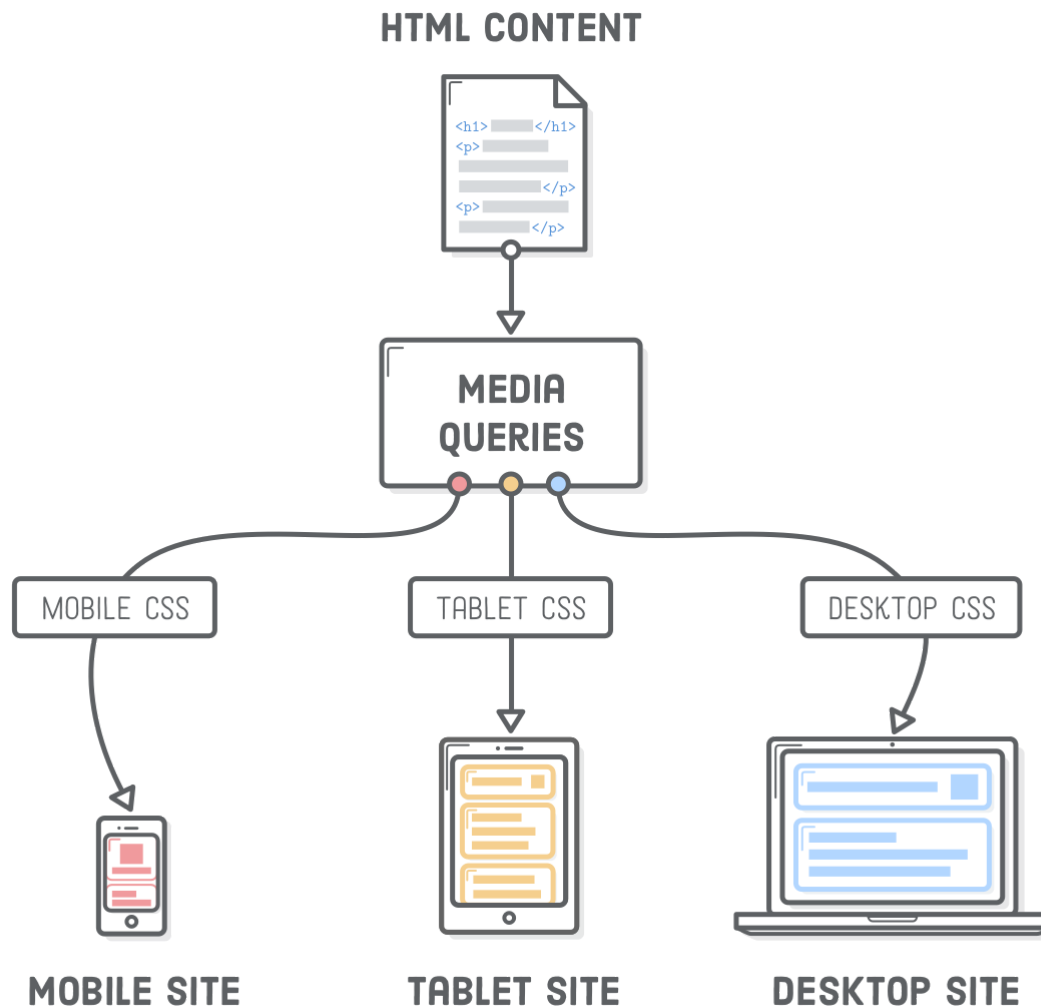 HTML CONTENT
<h1> </h1>
<p>
</p>
<p>
</p>
MEDIA
QUERIES
MOBILE CSS
TABLET CSS
DESKTOP CSS
MOBILE SITE
TABLET SITE
DESKTOP SITE